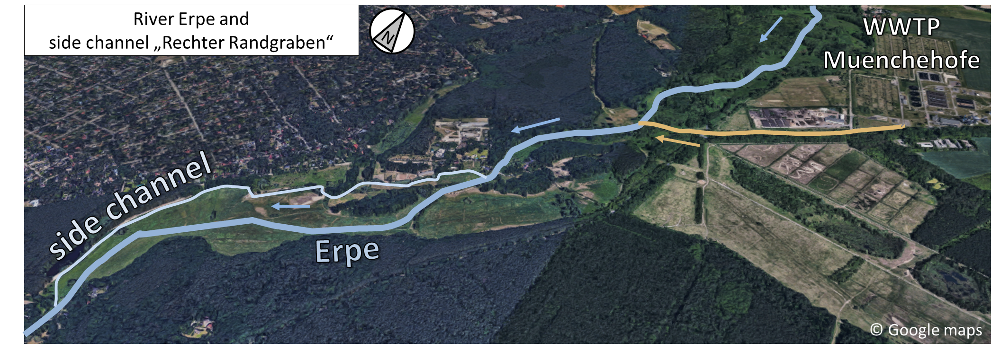 River Erpe and
side channel „Rechter Randgraben“
N
WWTP
Muenchehofe
side channel
Erpe
© Google maps